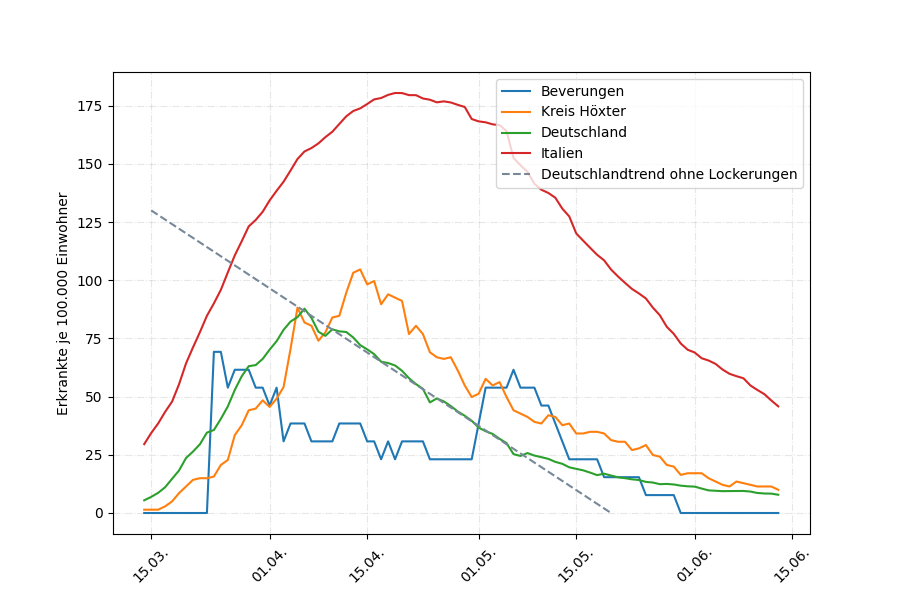 Beverungen
Kreis Höxter
Deutschland
Italien
Deutschlandtrend ohne Lockerungen
Erkrankte je 100.000 Einwohner
175
150
125
100
75
50
25
0
15.03.
01.04.
15.04.
01.05.
15.05.
01.06.
15.06.